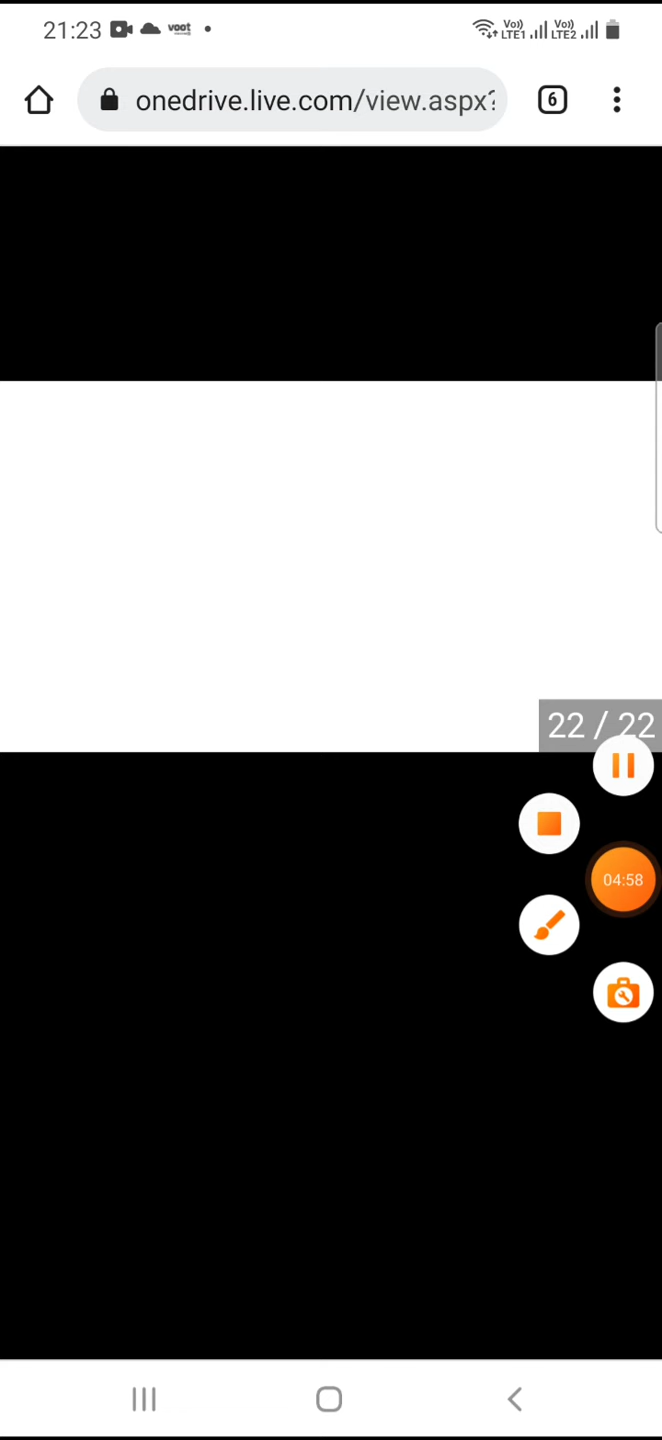 21:23 voot Vo)) LTE1 Vo)) LTE2
onedrive.live.com/view.aspx? 6
22 / 22
04:58